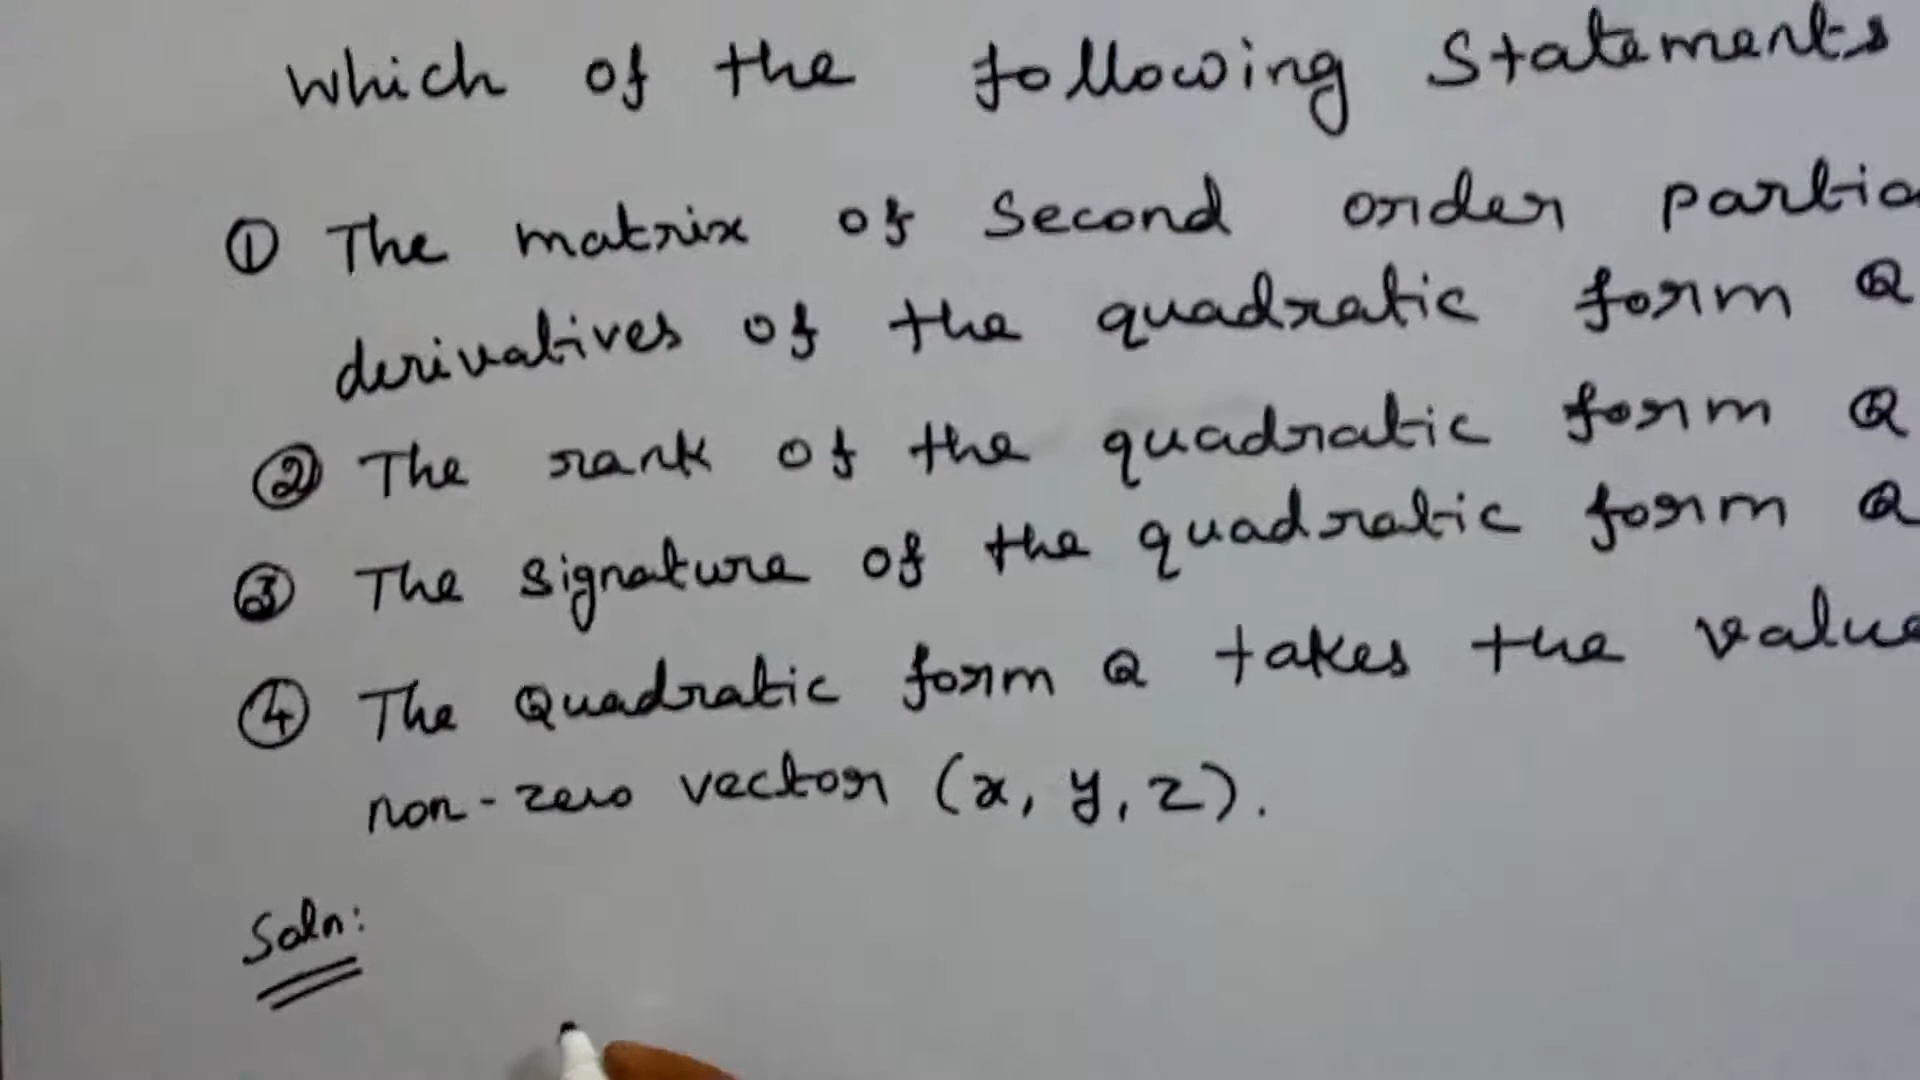 Which of the following Statements
① The matrix of Second order partia
derivatives of the quadratic form Q
② The rank of the quadratic form Q
③ The Signature of the quadratic form Q
④ The Quadratic form Q takes the value
non-zero vector (x, y, z).
Soln: